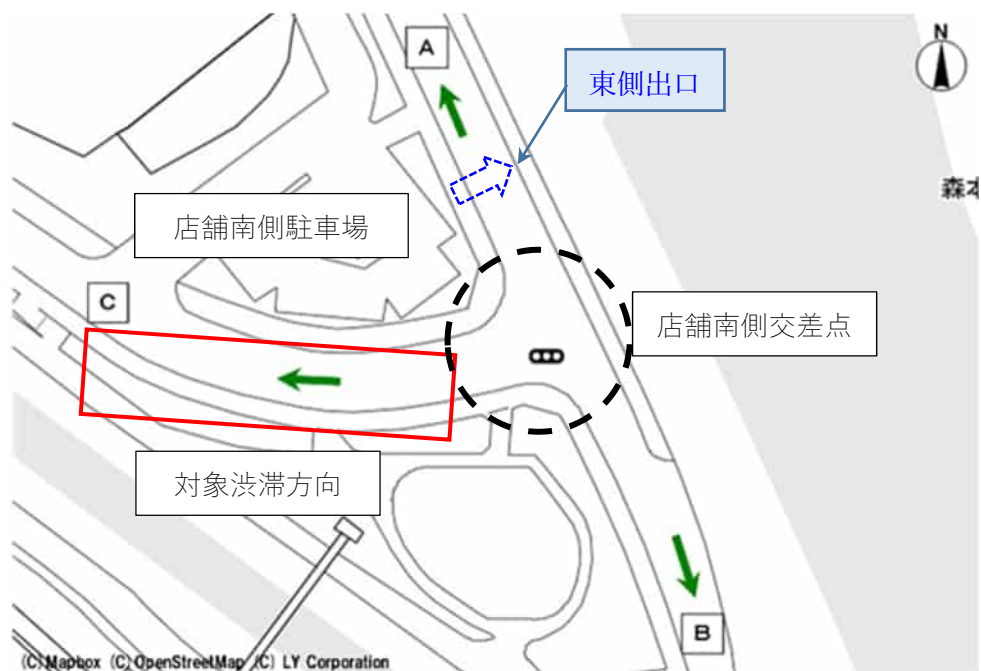 A
N
東側出口
森本
店舗南側駐車場
C
店舗南側交差点
対象渋滞方向
B
(C) Mapbox (C) OpenStreetMap (C) LY Corporation